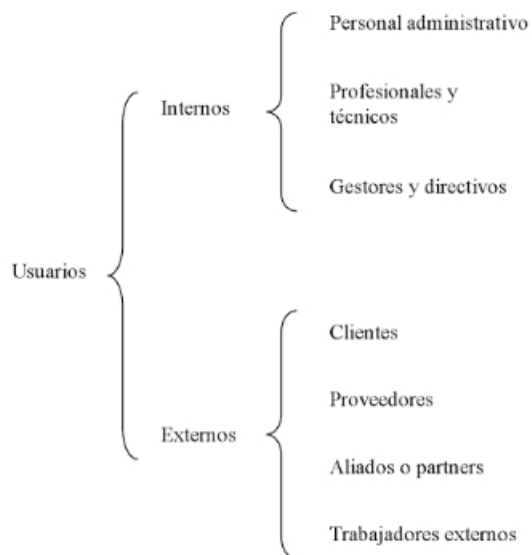 Personal administrativo
Profesionales y
técnicos
Internos
Gestores y directivos
Usuarios
Clientes
Proveedores
Externos
Aliados o partners
Trabajadores externos